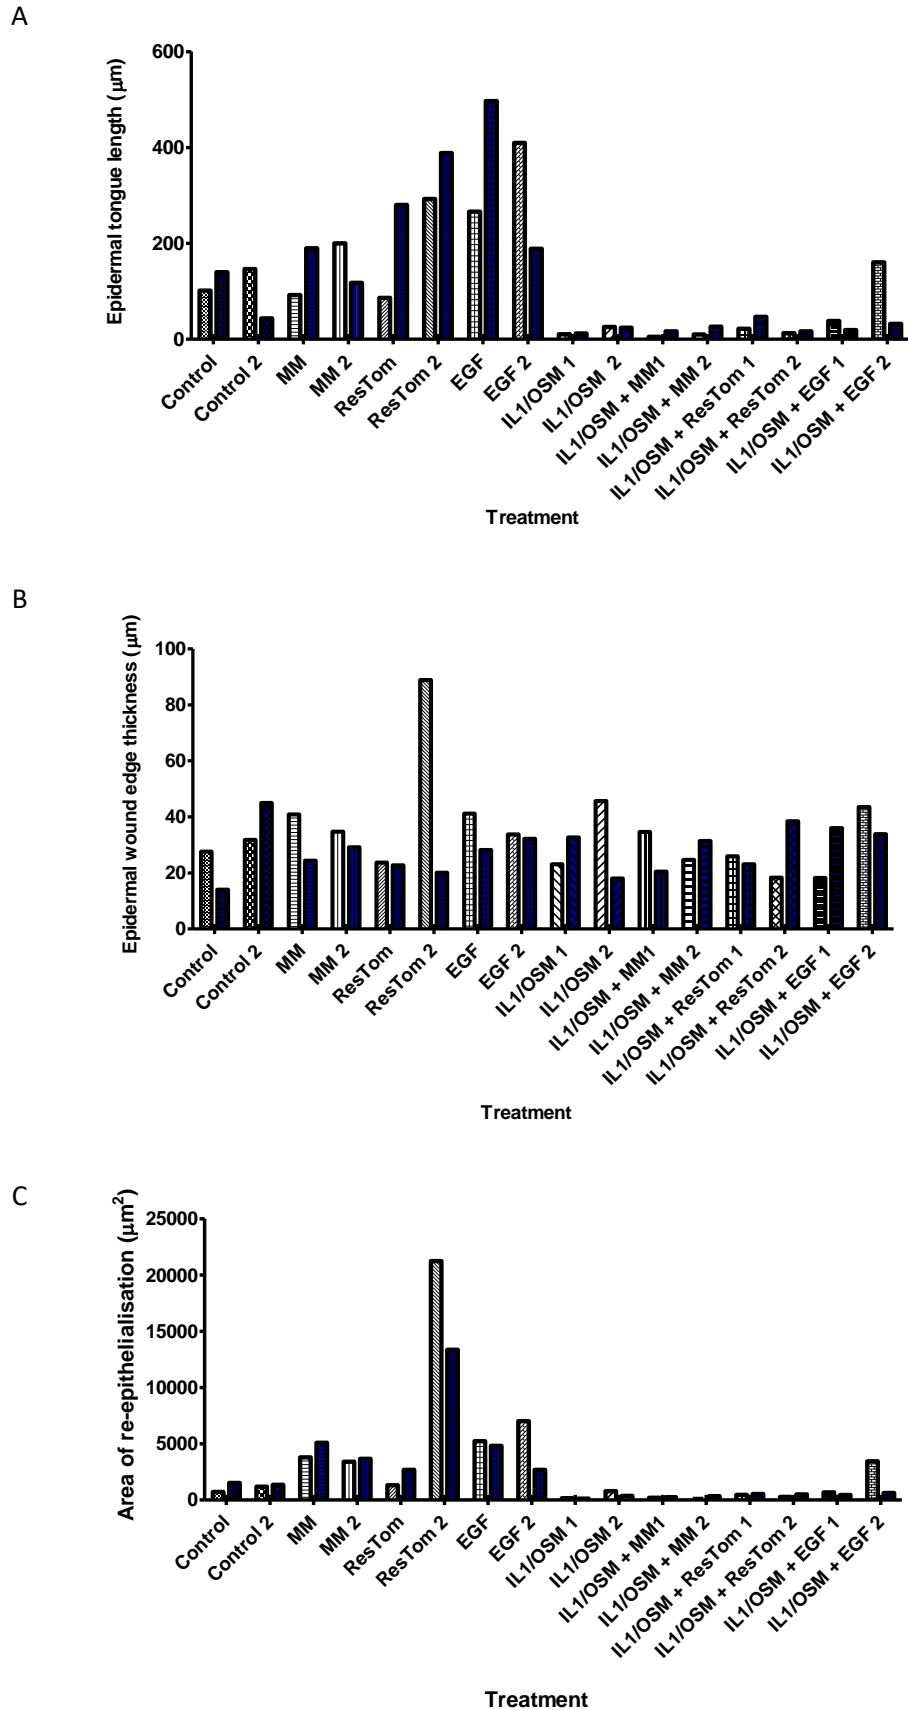 A
Epidermal tongue length (μm)
600
400
200
0
Control
Control 2
MM
MM 2
ResTom
ResTom 2
EGF
EGF 2
IL1/OSM 1
IL1/OSM 2
IL1/OSM + MM1
IL1/OSM + MM 2
IL1/OSM + ResTom 1
IL1/OSM + ResTom 2
IL1/OSM + EGF 1
IL1/OSM + EGF 2
Treatment
B
Epidermal wound edge thickness (μm)
100
80
60
40
20
0
Control
Control 2
MM
MM 2
ResTom
ResTom 2
EGF
EGF 2
IL1/OSM 1
IL1/OSM 2
IL1/OSM + MM1
IL1/OSM + MM 2
IL1/OSM + ResTom 1
IL1/OSM + ResTom 2
IL1/OSM + EGF 1
IL1/OSM + EGF 2
Treatment
C
Area of re-epithelialisation (μm²)
25000
20000
15000
10000
5000
0
Control
Control 2
MM
MM 2
ResTom
ResTom 2
EGF
EGF 2
IL1/OSM 1
IL1/OSM 2
IL1/OSM + MM1
IL1/OSM + MM 2
IL1/OSM + ResTom 1
IL1/OSM + ResTom 2
IL1/OSM + EGF 1
IL1/OSM + EGF 2
Treatment